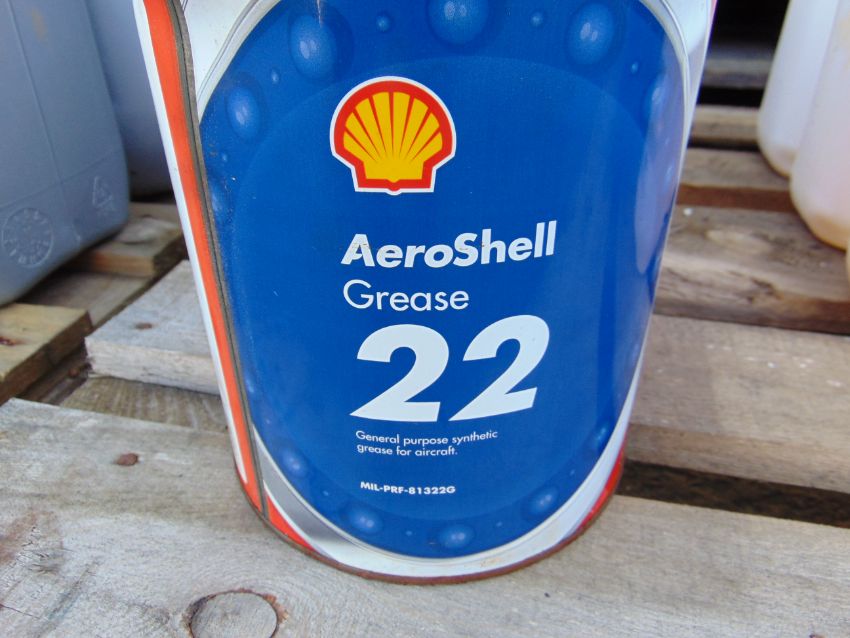 AeroShell
Grease
22
General purpose synthetic
grease for aircraft.
MIL-PRF-81322G